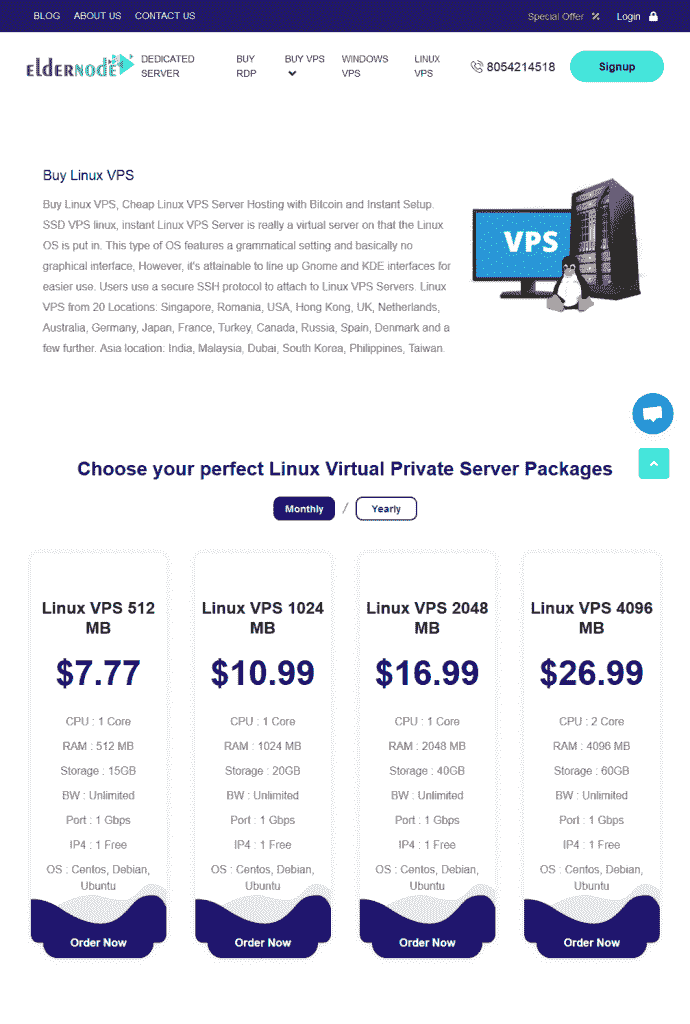 BLOG ABOUT US CONTACT US Special Offer Login
ELDERNODE DEDICATED SERVER BUY RDP BUY VPS WINDOWS VPS LINUX VPS 8054214518 Signup
Buy Linux VPS
Buy Linux VPS, Cheap Linux VPS Server Hosting with Bitcoin and Instant Setup.
SSD VPS linux, instant Linux VPS Server is really a virtual server on that the Linux
OS is put in. This type of OS features a grammatical setting and basically no
graphical interface, However, it's attainable to line up Gnome and KDE interfaces for
easier use. Users use a secure SSH protocol to attach to Linux VPS Servers. Linux
VPS from 20 Locations: Singapore, Romania, USA, Hong Kong, UK, Netherlands,
Australia, Germany, Japan, France, Turkey, Canada, Russia, Spain, Denmark and a
few further. Asia location: India, Malaysia, Dubai, South Korea, Philippines, Taiwan.
VPS
Choose your perfect Linux Virtual Private Server Packages
Monthly / Yearly
Linux VPS 512
MB
$7.77
CPU : 1 Core
RAM : 512 MB
Storage : 15GB
BW : Unlimited
Port : 1 Gbps
IP4 : 1 Free
OS : Centos, Debian,
Ubuntu
Order Now
Linux VPS 1024
MB
$10.99
CPU : 1 Core
RAM : 1024 MB
Storage : 20GB
BW : Unlimited
Port : 1 Gbps
IP4 : 1 Free
OS : Centos, Debian,
Ubuntu
Order Now
Linux VPS 2048
MB
$16.99
CPU : 1 Core
RAM : 2048 MB
Storage : 40GB
BW : Unlimited
Port : 1 Gbps
IP4 : 1 Free
OS : Centos, Debian,
Ubuntu
Order Now
Linux VPS 4096
MB
$26.99
CPU : 2 Core
RAM : 4096 MB
Storage : 60GB
BW : Unlimited
Port : 1 Gbps
IP4 : 1 Free
OS : Centos, Debian,
Ubuntu
Order Now